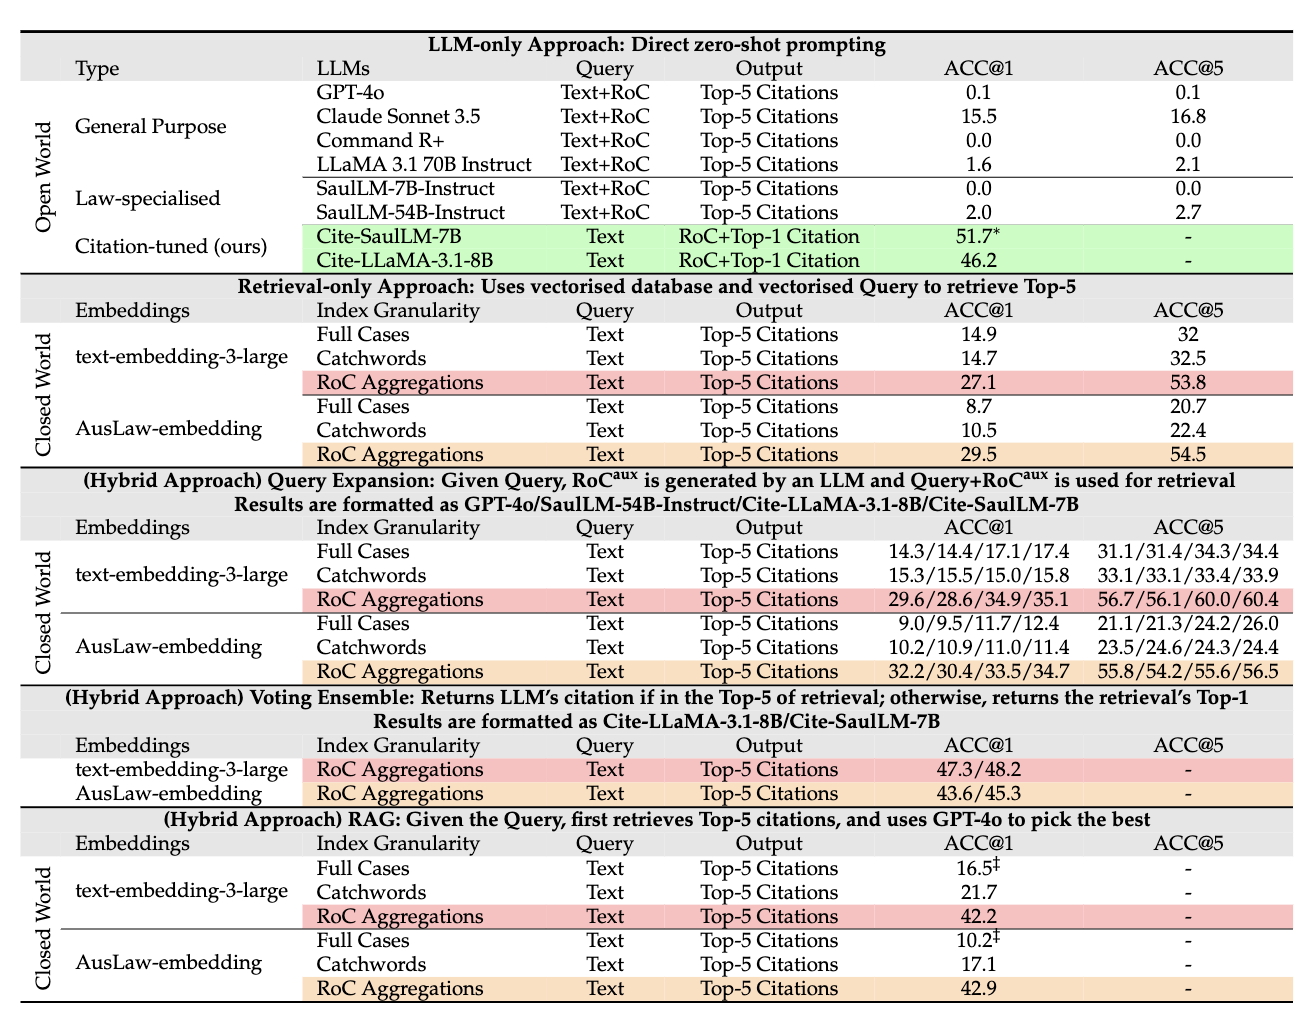 LLM-only Approach: Direct zero-shot prompting
Type LLMs Query Output ACC@1 ACC@5
Open World
General Purpose
GPT-4o Text+RoC Top-5 Citations 0.1 0.1
Claude Sonnet 3.5 Text+RoC Top-5 Citations 15.5 16.8
Command R+ Text+RoC Top-5 Citations 0.0 0.0
LLaMA 3.1 70B Instruct Text+RoC Top-5 Citations 1.6 2.1
Law-specialised
SaulLM-7B-Instruct Text+RoC Top-5 Citations 0.0 0.0
SaulLM-54B-Instruct Text+RoC Top-5 Citations 2.0 2.7
Citation-tuned (ours)
Cite-SaulLM-7B Text RoC+Top-1 Citation 51.7* -
Cite-LLaMA-3.1-8B Text RoC+Top-1 Citation 46.2 -
Retrieval-only Approach: Uses vectorised database and vectorised Query to retrieve Top-5
Embeddings Index Granularity Query Output ACC@1 ACC@5
Closed World
text-embedding-3-large
Full Cases Text Top-5 Citations 14.9 32
Catchwords Text Top-5 Citations 14.7 32.5
RoC Aggregations Text Top-5 Citations 27.1 53.8
AusLaw-embedding
Full Cases Text Top-5 Citations 8.7 20.7
Catchwords Text Top-5 Citations 10.5 22.4
RoC Aggregations Text Top-5 Citations 29.5 54.5
(Hybrid Approach) Query Expansion: Given Query, RoC^aux is generated by an LLM and Query+RoC^aux is used for retrieval
Results are formatted as GPT-4o/SaulLM-54B-Instruct/Cite-LLaMA-3.1-8B/Cite-SaulLM-7B
Embeddings Index Granularity Query Output ACC@1 ACC@5
Closed World
text-embedding-3-large
Full Cases Text Top-5 Citations 14.3/14.4/17.1/17.4 31.1/31.4/34.3/34.4
Catchwords Text Top-5 Citations 15.3/15.5/15.0/15.8 33.1/33.1/33.4/33.9
RoC Aggregations Text Top-5 Citations 29.6/28.6/34.9/35.1 56.7/56.1/60.0/60.4
AusLaw-embedding
Full Cases Text Top-5 Citations 9.0/9.5/11.7/12.4 21.1/21.3/24.2/26.0
Catchwords Text Top-5 Citations 10.2/10.9/11.0/11.4 23.5/24.6/24.3/24.4
RoC Aggregations Text Top-5 Citations 32.2/30.4/33.5/34.7 55.8/54.2/55.6/56.5
(Hybrid Approach) Voting Ensemble: Returns LLM's citation if in the Top-5 of retrieval; otherwise, returns the retrieval's Top-1
Results are formatted as Cite-LLaMA-3.1-8B/Cite-SaulLM-7B
Embeddings Index Granularity Query Output ACC@1 ACC@5
text-embedding-3-large RoC Aggregations Text Top-5 Citations 47.3/48.2 -
AusLaw-embedding RoC Aggregations Text Top-5 Citations 43.6/45.3 -
(Hybrid Approach) RAG: Given the Query, first retrieves Top-5 citations, and uses GPT-4o to pick the best
Embeddings Index Granularity Query Output ACC@1 ACC@5
Closed World
text-embedding-3-large
Full Cases Text Top-5 Citations 16.5‡ -
Catchwords Text Top-5 Citations 21.7 -
RoC Aggregations Text Top-5 Citations 42.2 -
AusLaw-embedding
Full Cases Text Top-5 Citations 10.2‡ -
Catchwords Text Top-5 Citations 17.1 -
RoC Aggregations Text Top-5 Citations 42.9 -